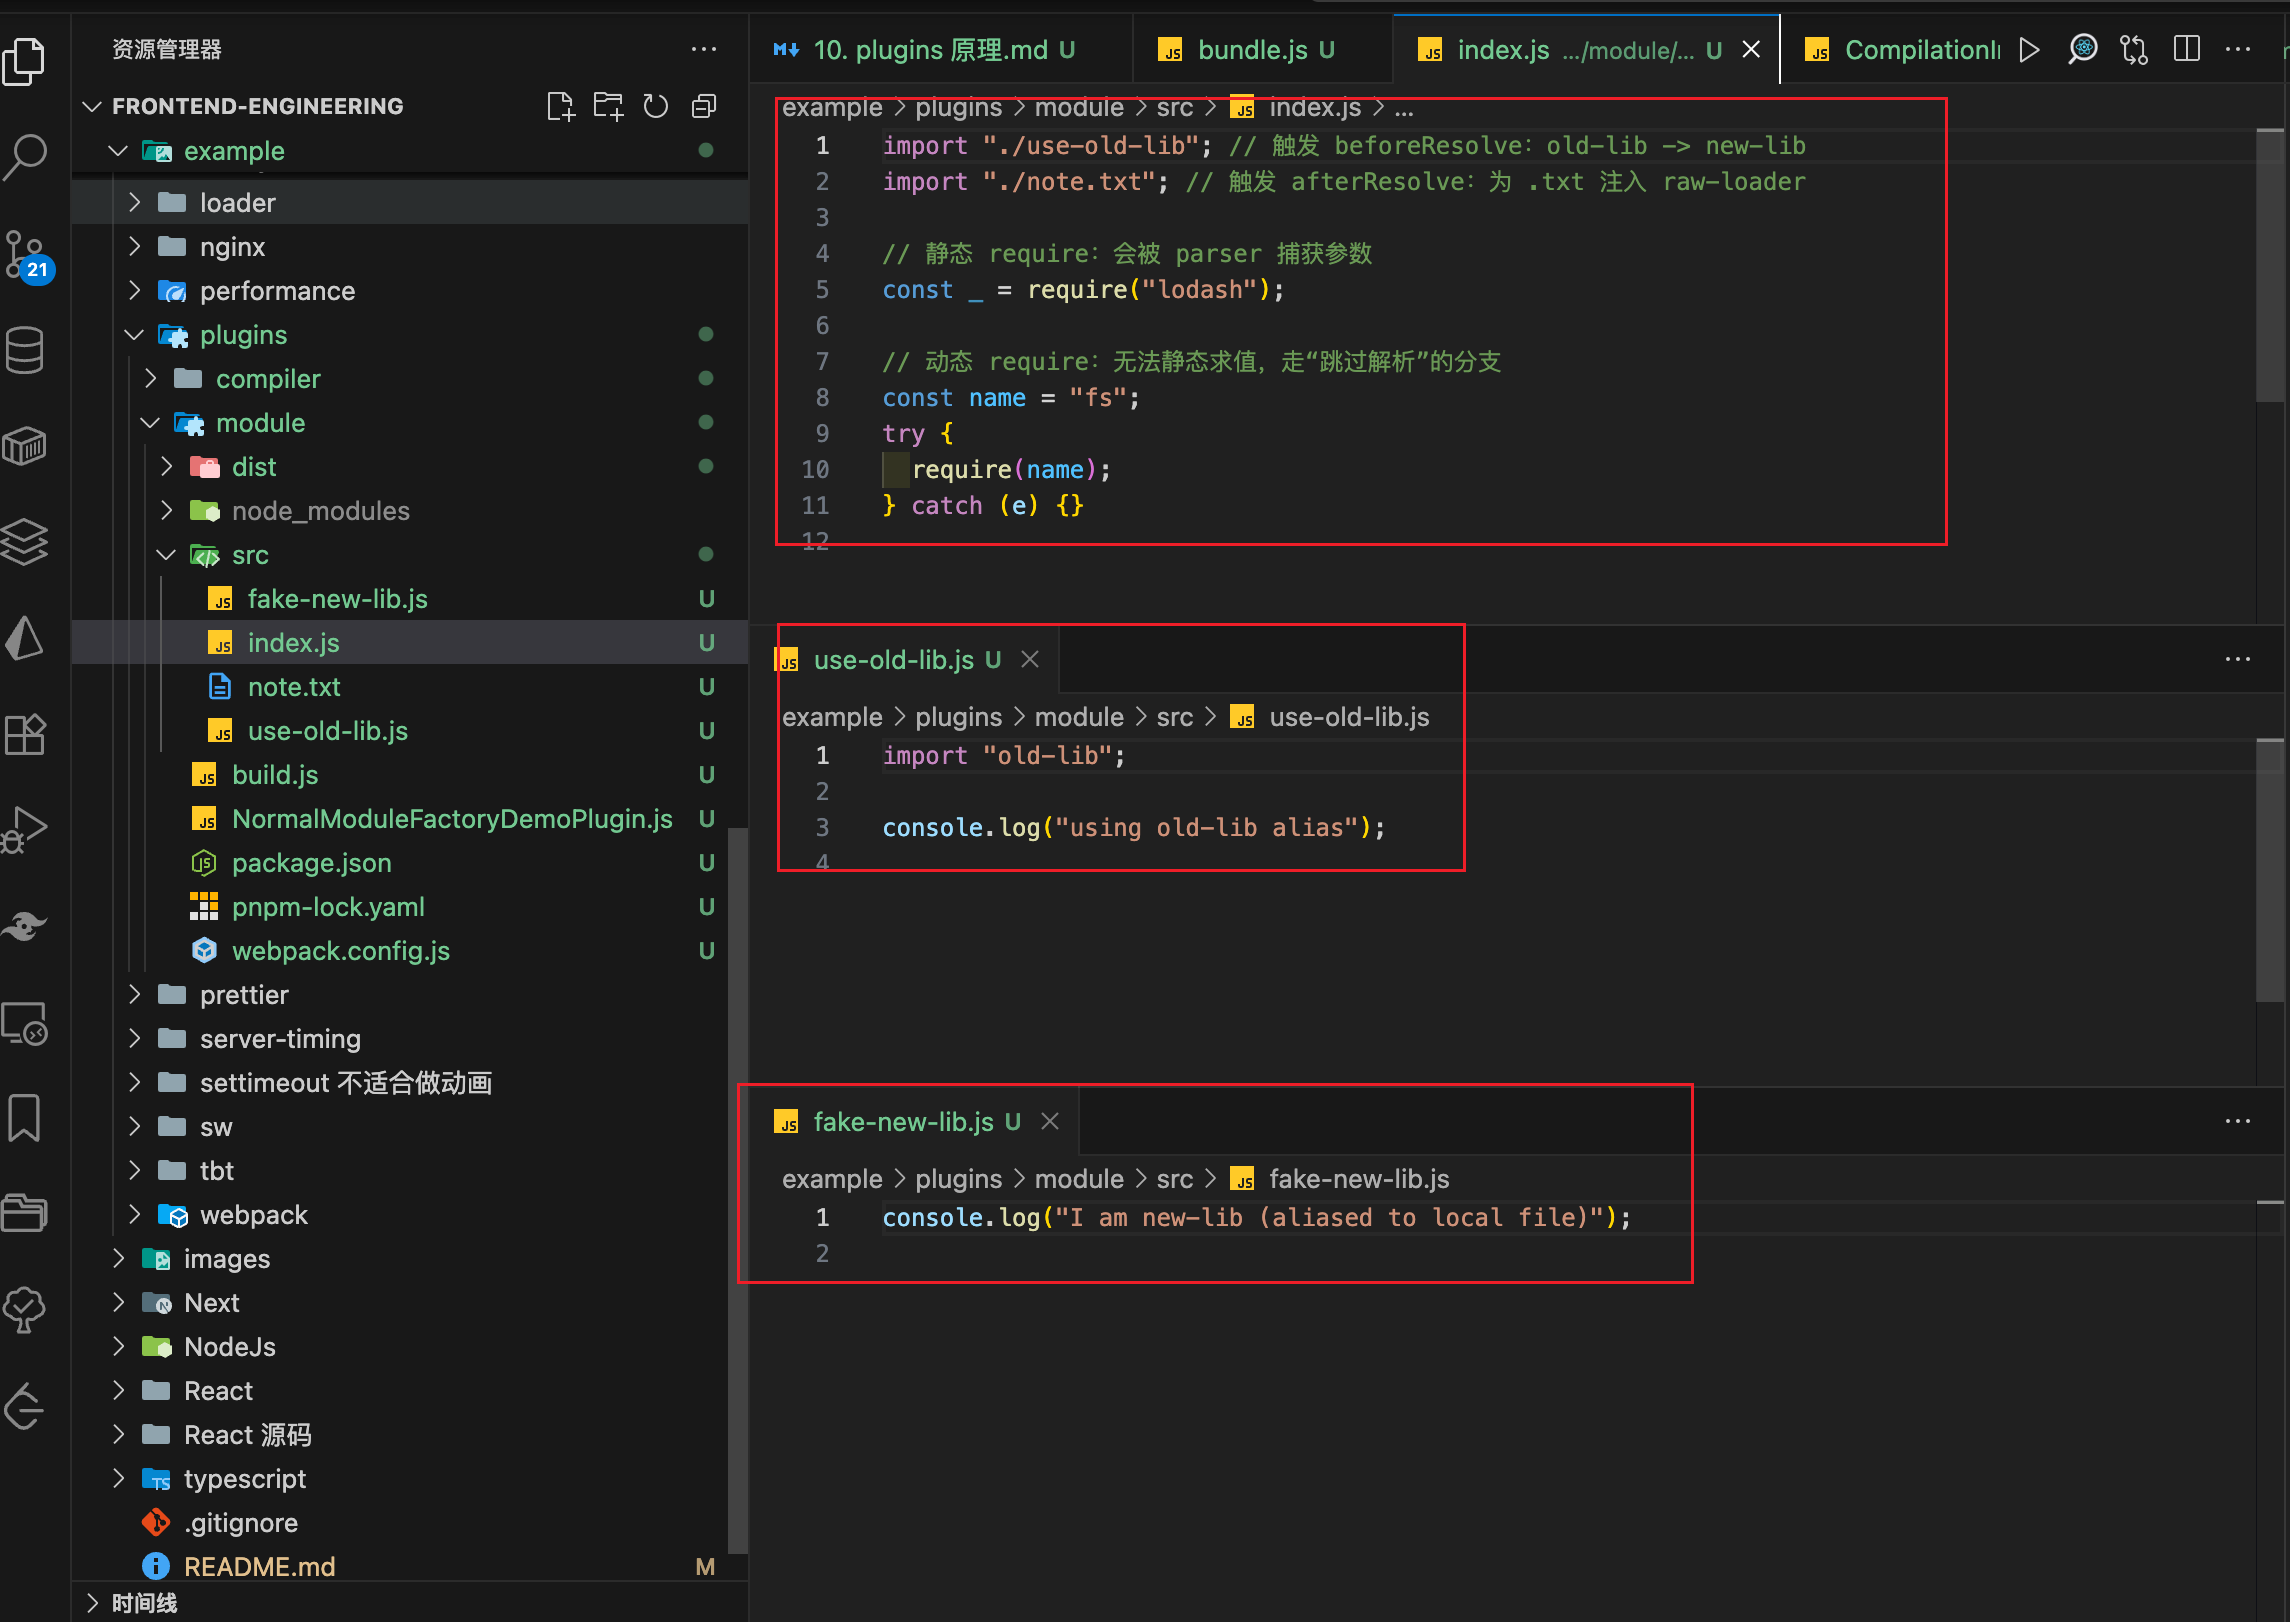 资源管理器
FRONTEND-ENGINEERING
example
loader
nginx
performance
plugins
compiler
module
dist
node_modules
src
fake-new-lib.js U
index.js U
note.txt U
use-old-lib.js U
build.js U
NormalModuleFactoryDemoPlugin.js U
package.json U
pnpm-lock.yaml U
webpack.config.js U
prettier
server-timing
settimeout 不适合做动画
sw
tbt
webpack
images
Next
NodeJs
React
React 源码
typescript
.gitignore
README.md M
时间线
21
10. plugins 原理.md U
bundle.js U
index.js .../module/... U
example > plugins > module > src > index.js > ...
1 import "./use-old-lib"; // 触发 beforeResolve：old-lib -> new-lib
2 import "./note.txt"; // 触发 afterResolve：为 .txt 注入 raw-loader
3
4 // 静态 require：会被 parser 捕获参数
5 const _ = require("lodash");
6
7 // 动态 require：无法静态求值，走“跳过解析”的分支
8 const name = "fs";
9 try {
10 require(name);
11 } catch (e) {}
12
use-old-lib.js U
example > plugins > module > src > use-old-lib.js
1 import "old-lib";
2
3 console.log("using old-lib alias");
4
fake-new-lib.js U
example > plugins > module > src > fake-new-lib.js
1 console.log("I am new-lib (aliased to local file)");
2